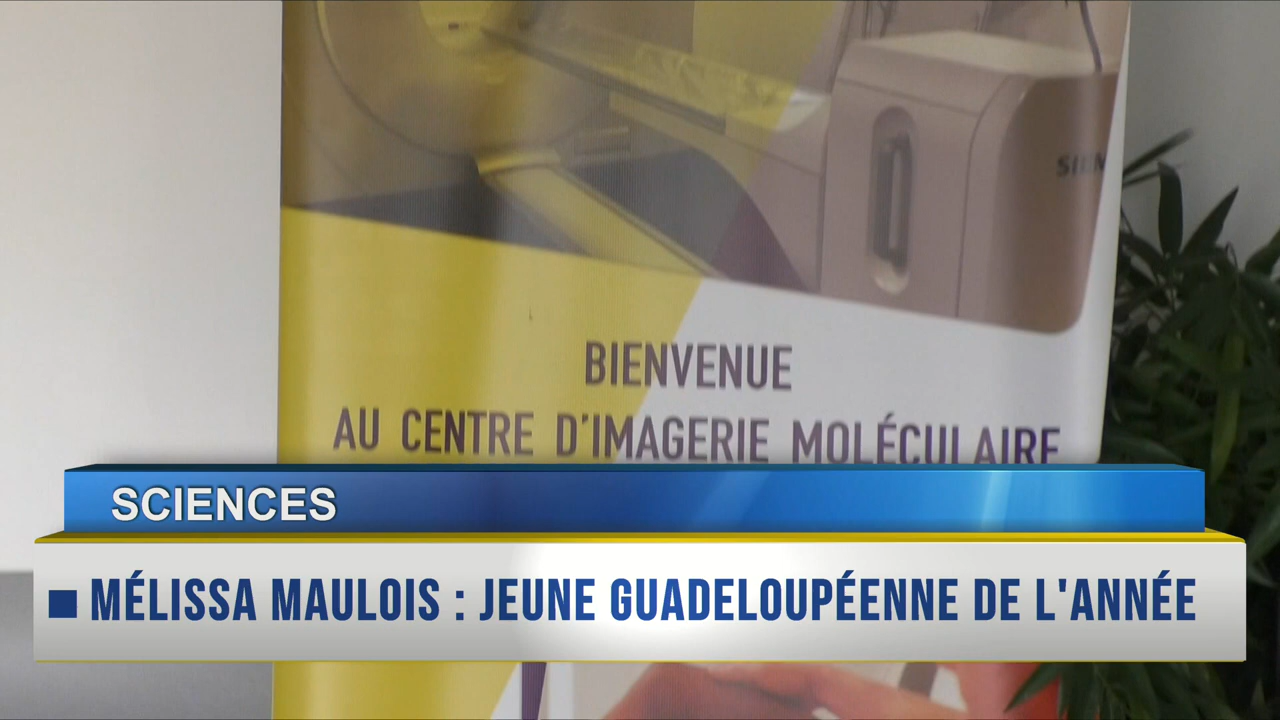 BIENVENUE
AU CENTRE D'IMAGERIE MOLÉCULAIRE
SCIENCES
MÉLISSA MAULOIS : JEUNE GUADELOUPÉENNE DE L'ANNÉE